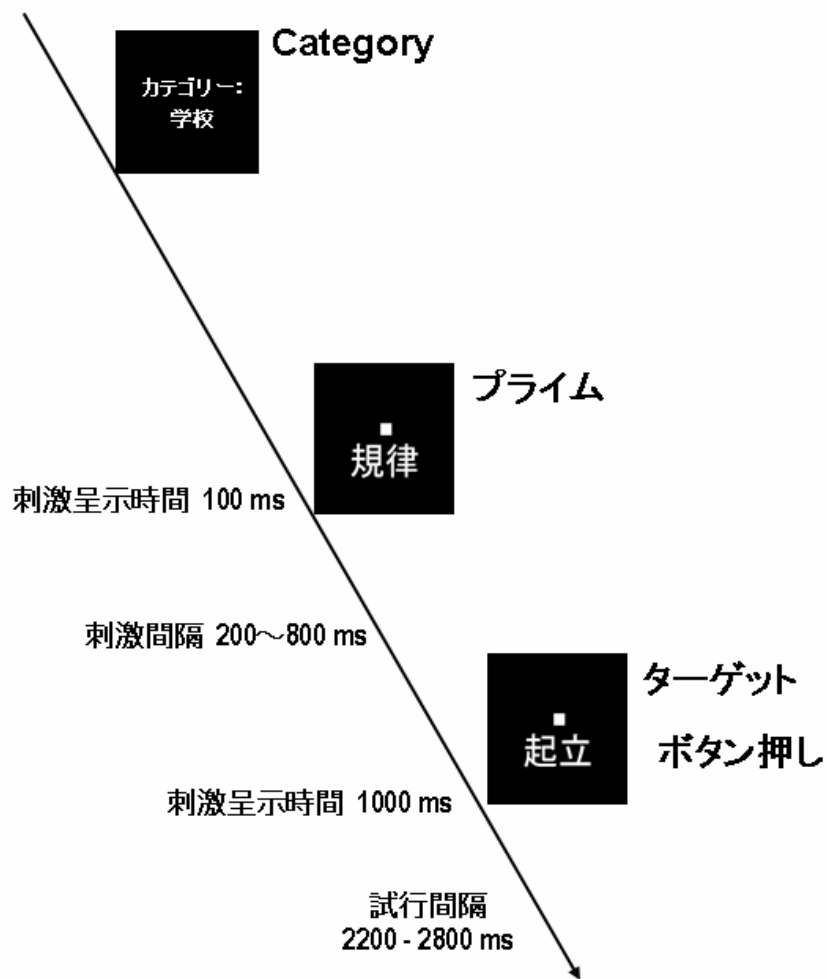 Category
カテゴリー:
学校
プライム
規律
刺激呈示時間 100 ms
刺激間隔 200～800 ms
ターゲット
起立
ボタン押し
刺激呈示時間 1000 ms
試行間隔
2200 - 2800 ms